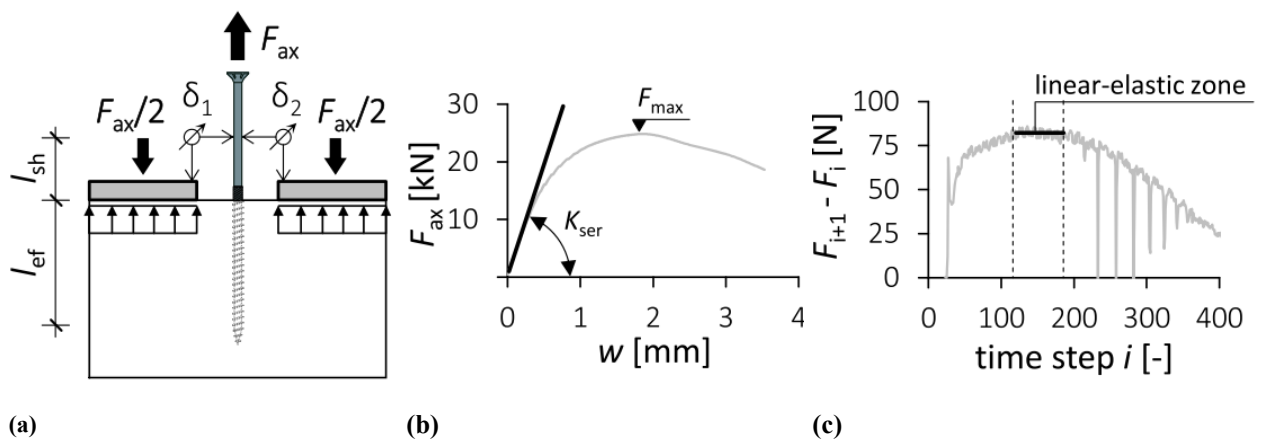 F_ax
δ_1
δ_2
F_ax/2
F_ax/2
l_sh
l_ef
(a)
30
20
10
F_ax [kN]
F_max
K_ser
0
1
2
3
4
w [mm]
(b)
linear-elastic zone
100
75
50
25
0
F_i+1 - F_i [N]
0
100
200
300
400
time step i [-]
(c)